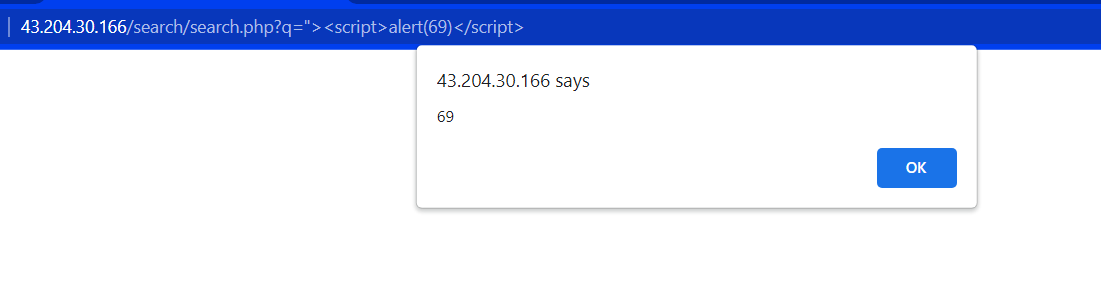 43.204.30.166/search/search.php?q="><script>alert(69)</script>
43.204.30.166 says
69
OK